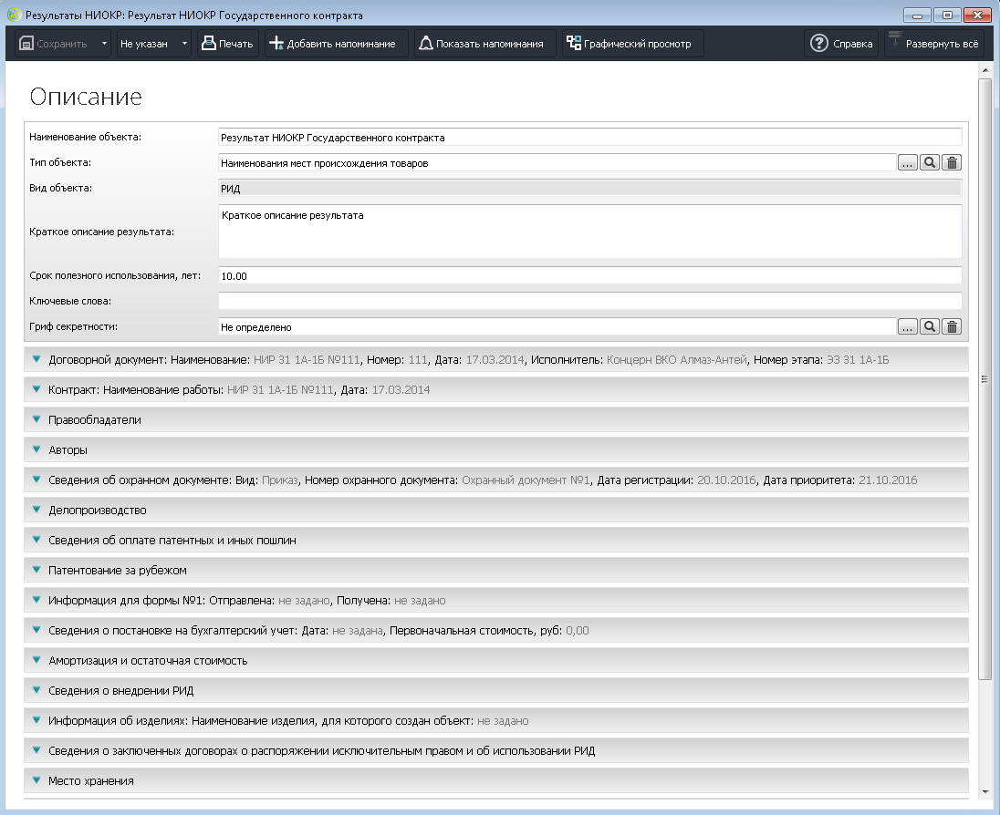 Результаты НИОКР: Результат НИОКР Государственного контракта
Сохранить Не указан Печать Добавить напоминание Показать напоминания Графический просмотр Справка Развернуть всё
Описание
Наименование объекта: Результат НИОКР Государственного контракта
Тип объекта: Наименования мест происхождения товаров ...
Вид объекта: РИД
Краткое описание результата: Краткое описание результата
Срок полезного использования, лет: 10.00
Ключевые слова:
Гриф секретности: Не определено ...
Договорной документ: Наименование: НИР 31 1А-1Б №111, Номер: 111, Дата: 17.03.2014, Исполнитель: Концерн ВКО Алмаз-Антей, Номер этапа: ЭЗ 31 1А-1Б
Контракт: Наименование работы: НИР 31 1А-1Б №111, Дата: 17.03.2014
Правообладатели
Авторы
Сведения об охранном документе: Вид: Приказ, Номер охранного документа: Охранный документ №1, Дата регистрации: 20.10.2016, Дата приоритета: 21.10.2016
Делопроизводство
Сведения об оплате патентных и иных пошлин
Патентование за рубежом
Информация для формы №1: Отправлена: не задано, Получена: не задано
Сведения о постановке на бухгалтерский учет: Дата: не задана, Первоначальная стоимость, руб: 0,00
Амортизация и остаточная стоимость
Сведения о внедрении РИД
Информация об изделиях: Наименование изделия, для которого создан объект: не задано
Сведения о заключенных договорах о распоряжении исключительным правом и об использовании РИД
Место хранения